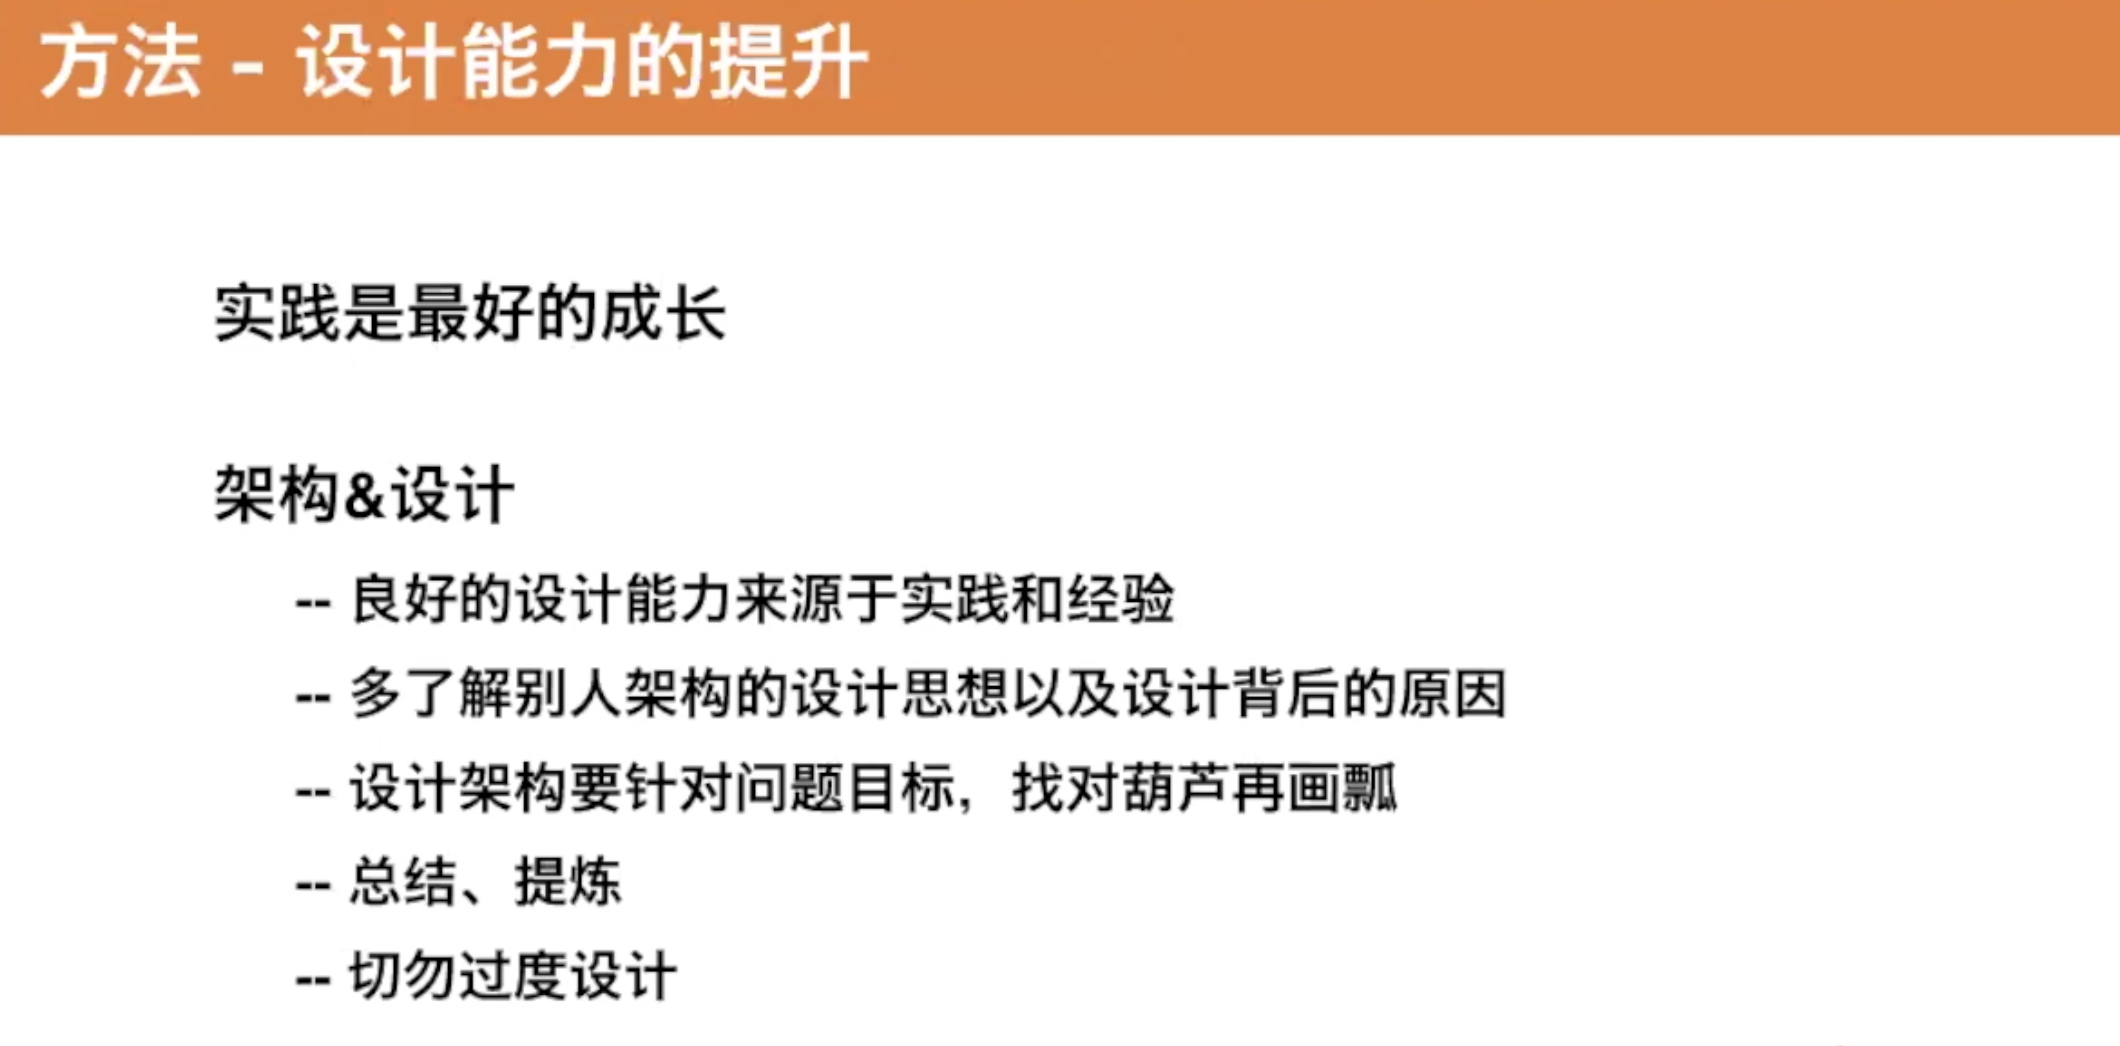 方法 - 设计能力的提升
实践是最好的成长
架构&设计
-- 良好的设计能力来源于实践和经验
-- 多了解别人架构的设计思想以及设计背后的原因
-- 设计架构要针对问题目标，找对葫芦再画瓢
-- 总结、提炼
-- 切勿过度设计